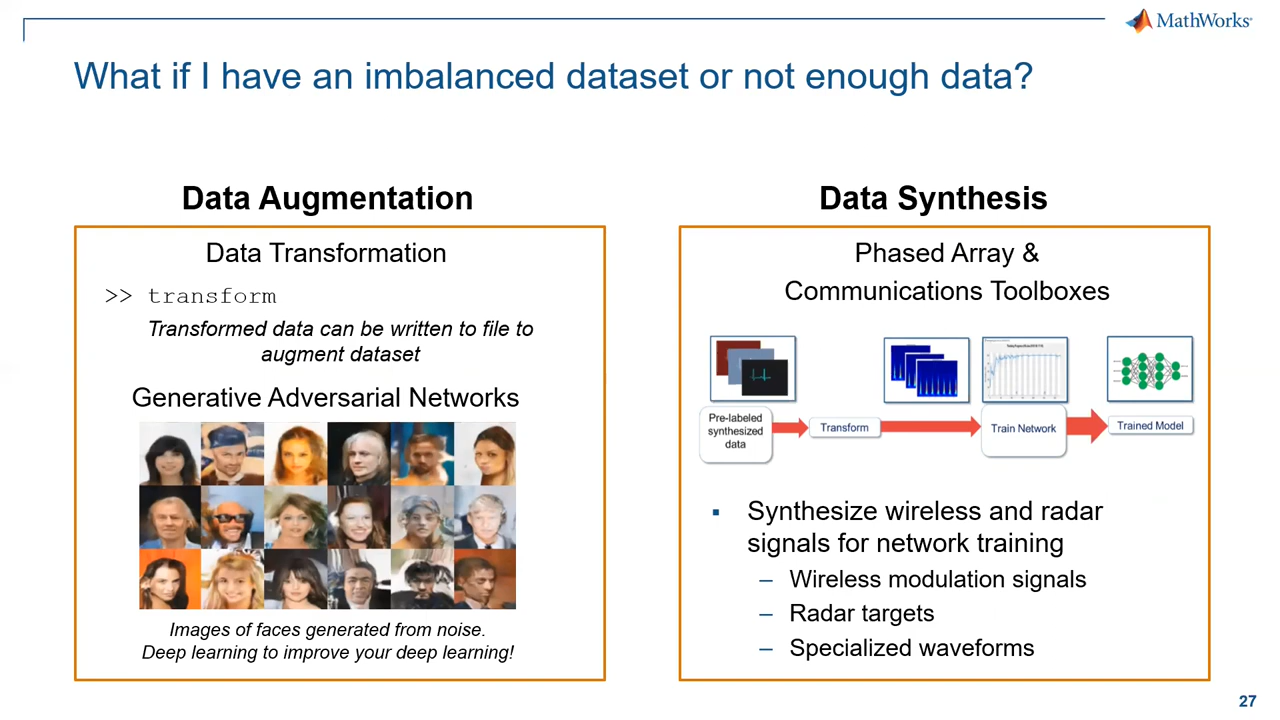 MathWorks
What if I have an imbalanced dataset or not enough data?
Data Augmentation
Data Transformation
>> transform
Transformed data can be written to file to
augment dataset
Generative Adversarial Networks
Images of faces generated from noise.
Deep learning to improve your deep learning!
Data Synthesis
Phased Array &
Communications Toolboxes
Pre-labeled
synthesized
data
Transform
Train Network
Trained Model
▪ Synthesize wireless and radar
signals for network training
– Wireless modulation signals
– Radar targets
– Specialized waveforms
27